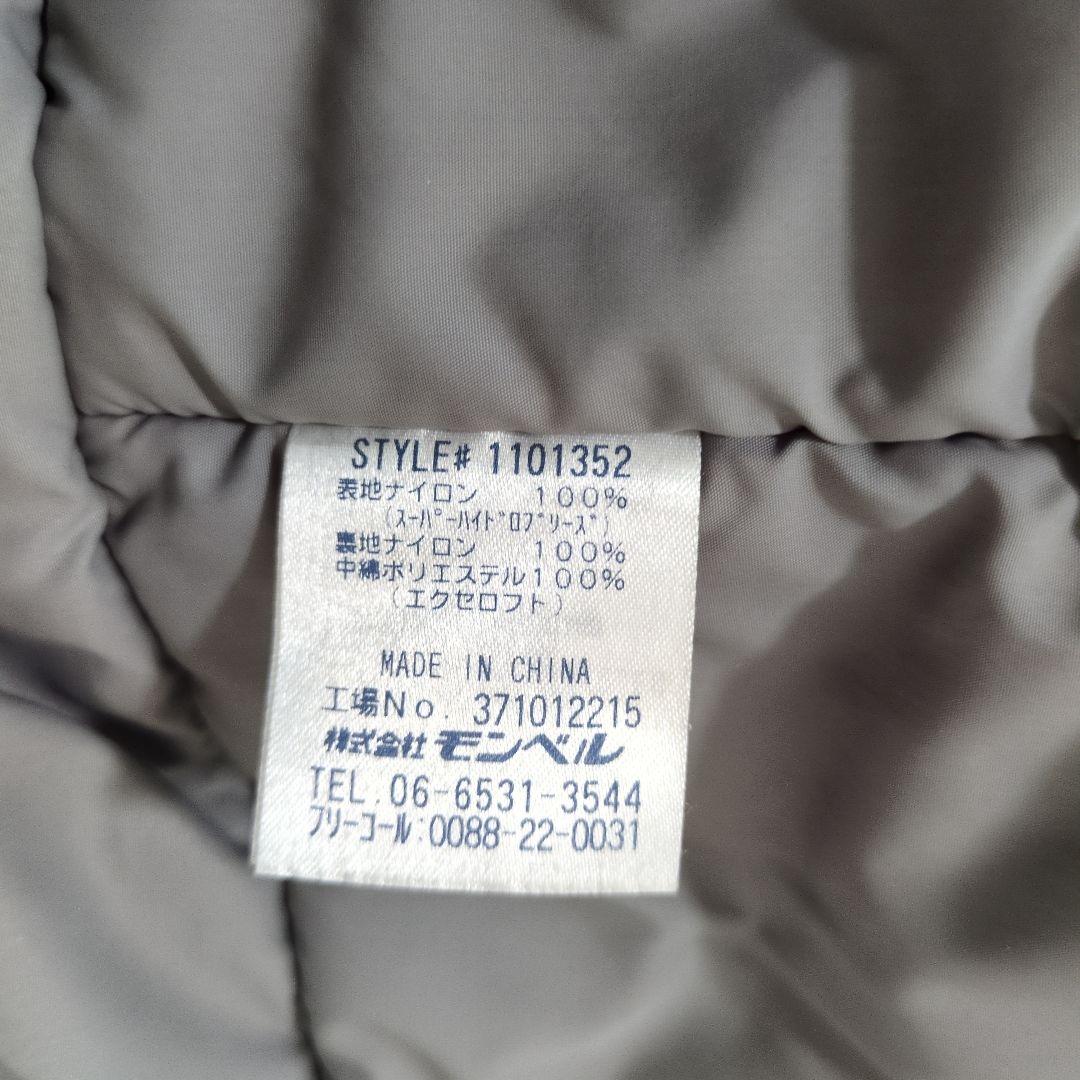 STYLE# 1101352
表地ナイロン 100%
(スーパーハイドロブリーズ)
裏地ナイロン 100%
中綿ポリエステル100%
(エクセロフト)
MADE IN CHINA
工場No. 371012215
株式会社 モンベル
TEL.06-6531-3544
フリーコール:0088-22-0031